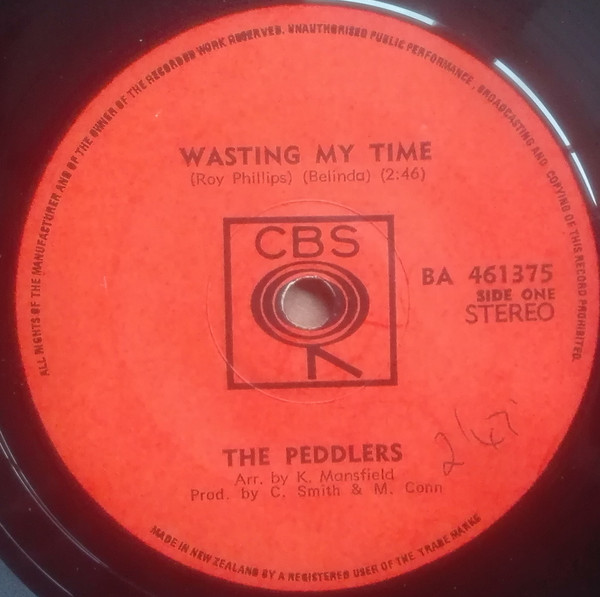 ALL RIGHTS OF THE MANUFACTURER AND OF THE OWNER OF THE RECORDED WORK RESERVED. UNAUTHORISED PUBLIC PERFORMANCE, BROADCASTING AND COPYING OF THIS RECORD PROHIBITED.
WASTING MY TIME
(Roy Phillips) (Belinda) (2:46)
CBS
BA 461375
SIDE ONE
STEREO
THE PEDDLERS
Arr. by K. Mansfield
Prod. by C. Smith & M. Conn
MADE IN NEW ZEALAND BY A REGISTERED USER OF THE TRADE MARKS